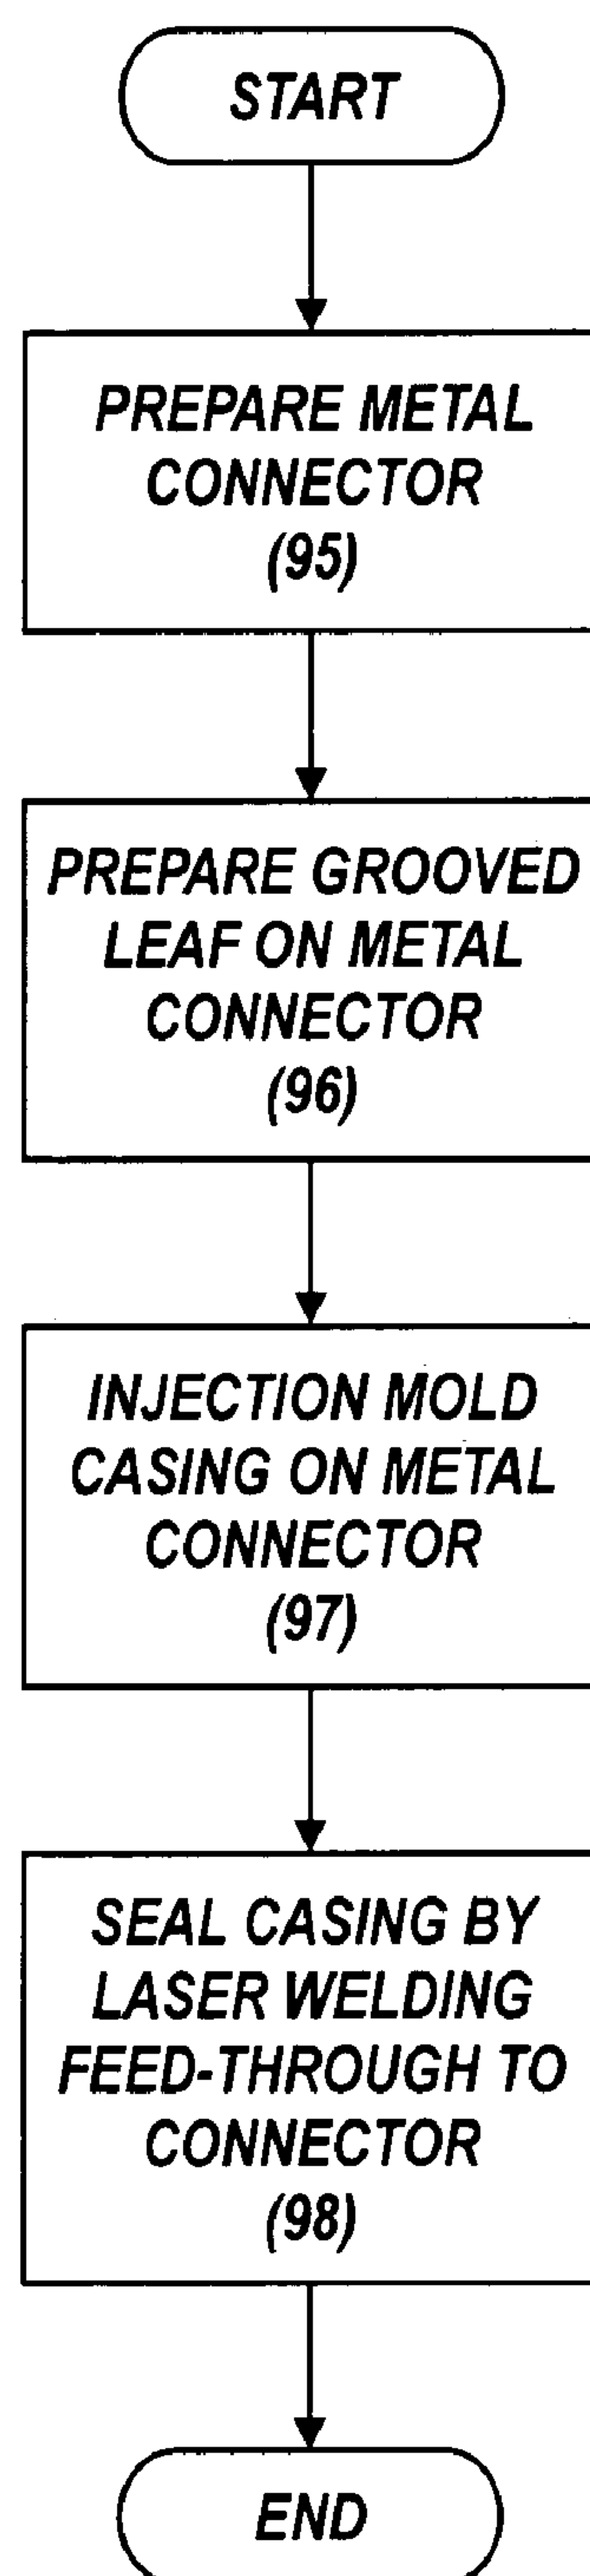 START
PREPARE METAL
CONNECTOR
(95)
PREPARE GROOVED
LEAF ON METAL
CONNECTOR
(96)
INJECTION MOLD
CASING ON METAL
CONNECTOR
(97)
SEAL CASING BY
LASER WELDING
FEED-THROUGH TO
CONNECTOR
(98)
END